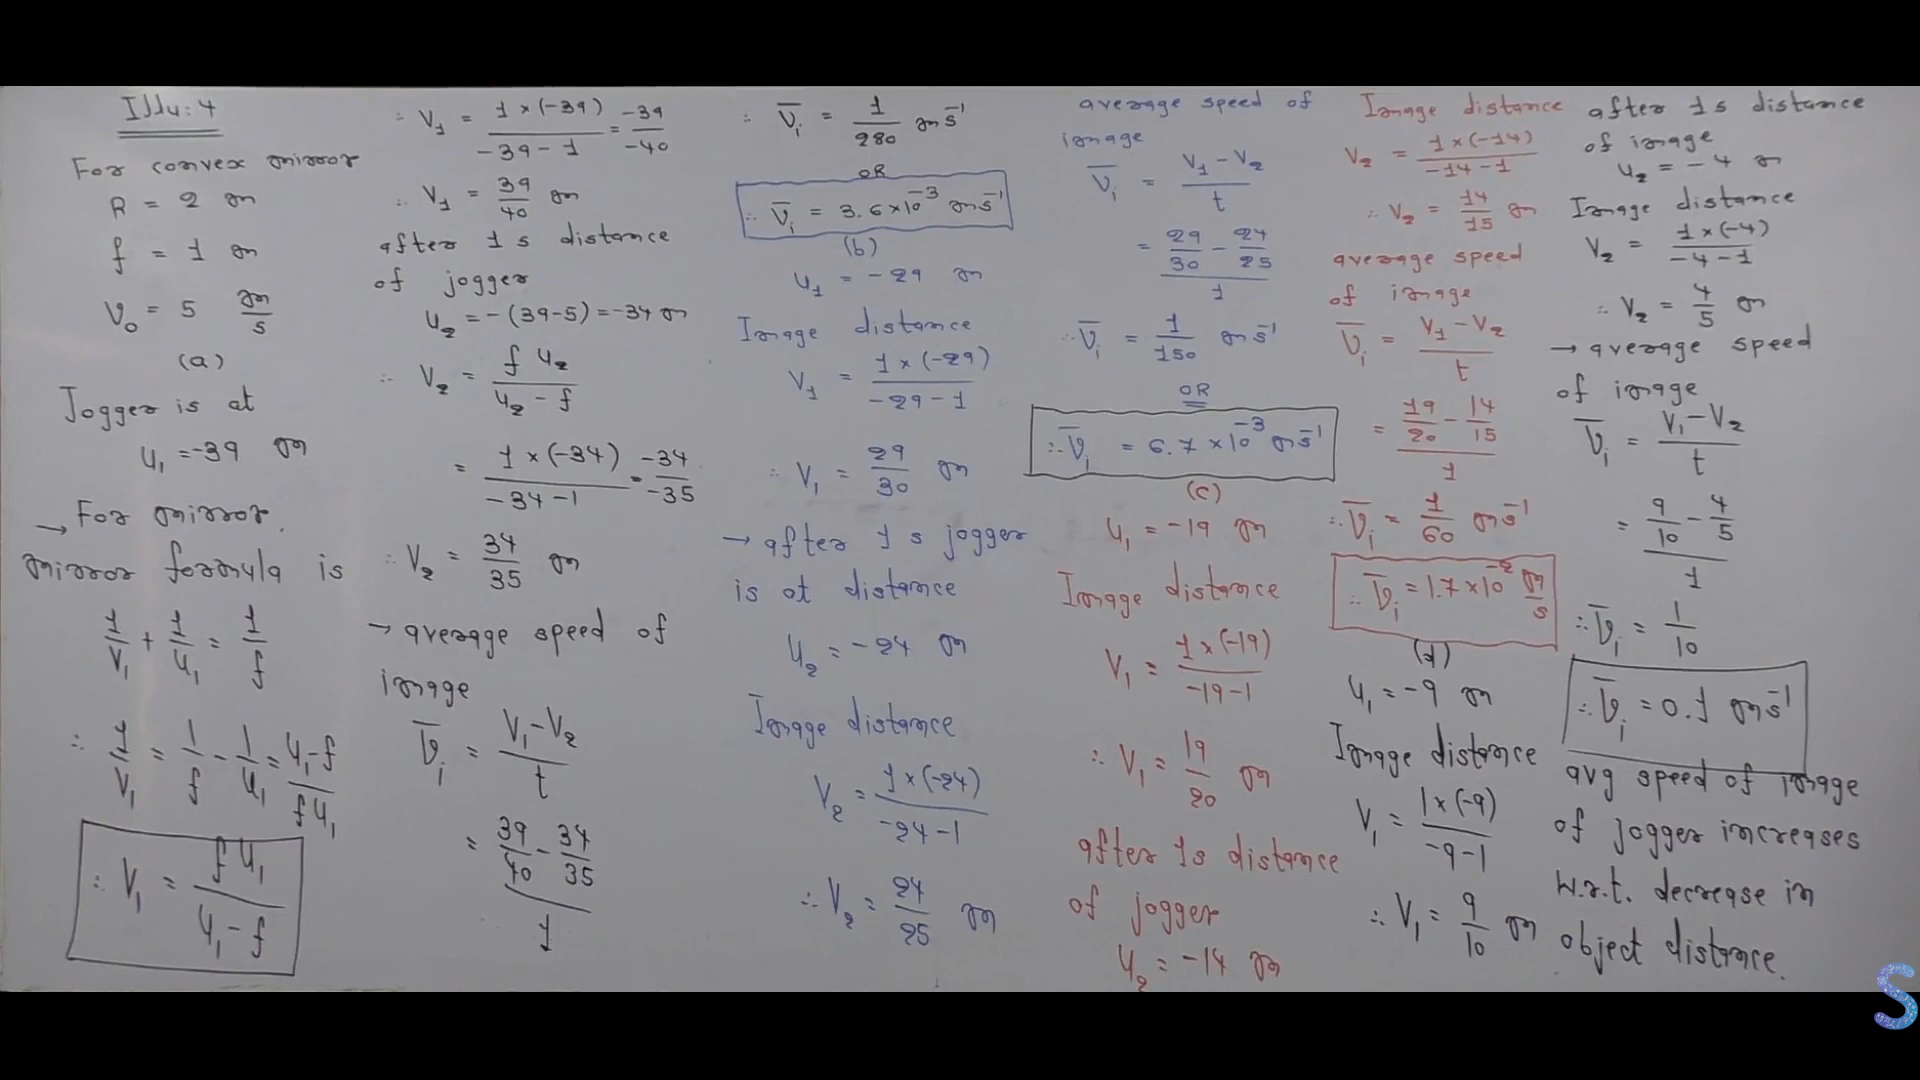 Illu: 4
For convex mirror
R = 2 m
f = 1 m
v₀ = 5 m/s
(a)
Jogger is at
u₁ = -39 m
→ For mirror.
mirror formula is
1/V₁ + 1/u₁ = 1/f
∴ 1/V₁ = 1/f - 1/u₁ = u₁-f / f u₁
∴ V₁ = f u₁ / u₁ - f
∴ V₁ = 1 × (-39) / -39 - 1 = -39 / -40
∴ V₁ = 39/40 m
after 1 s distance
of jogger
u₂ = -(39-5) = -34 m
∴ V₂ = f u₂ / u₂ - f
= 1 × (-34) / -34 - 1 = -34 / -35
∴ V₂ = 34/35 m
→ average speed of
image
v̄ᵢ = V₁ - V₂ / t
= 39/40 - 34/35 / 1
∴ v̄ᵢ = 1/280 ms⁻¹
OR
∴ v̄ᵢ = 3.6 × 10⁻³ ms⁻¹
(b)
u₁ = -29 m
Image distance
V₁ = 1 × (-29) / -29 - 1
∴ V₁ = 29/30 m
→ after 1 s jogger
is at distance
u₂ = -24 m
Image distance
V₂ = 1 × (-24) / -24 - 1
∴ V₂ = 24/25 m
average speed of
image
v̄ᵢ = V₁ - V₂ / t
= 29/30 - 24/25 / 1
∴ v̄ᵢ = 1/150 ms⁻¹
OR
∴ v̄ᵢ = 6.7 × 10⁻³ ms⁻¹
(c)
u₁ = -19 m
Image distance
V₁ = 1 × (-19) / -19 - 1
∴ V₁ = 19/20 m
after 1s distance
of jogger
u₂ = -14 m
Image distance
V₂ = 1 × (-14) / -14 - 1
∴ V₂ = 14/15 m
average speed
of image
v̄ᵢ = V₁ - V₂ / t
= 19/20 - 14/15 / 1
∴ v̄ᵢ = 1/60 ms⁻¹
∴ v̄ᵢ = 1.7 × 10⁻² m/s
(d)
u₁ = -9 m
Image distance
V₁ = 1 × (-9) / -9 - 1
∴ V₁ = 9/10 m
after 1s distance
of image
u₂ = -4 m
Image distance
V₂ = 1 × (-4) / -4 - 1
∴ V₂ = 4/5 m
→ average speed
of image
v̄ᵢ = V₁ - V₂ / t
= 9/10 - 4/5 / 1
∴ v̄ᵢ = 1/10
∴ v̄ᵢ = 0.1 ms⁻¹
avg speed of image
of jogger increases
w.r.t. decrease in
object distance.
S